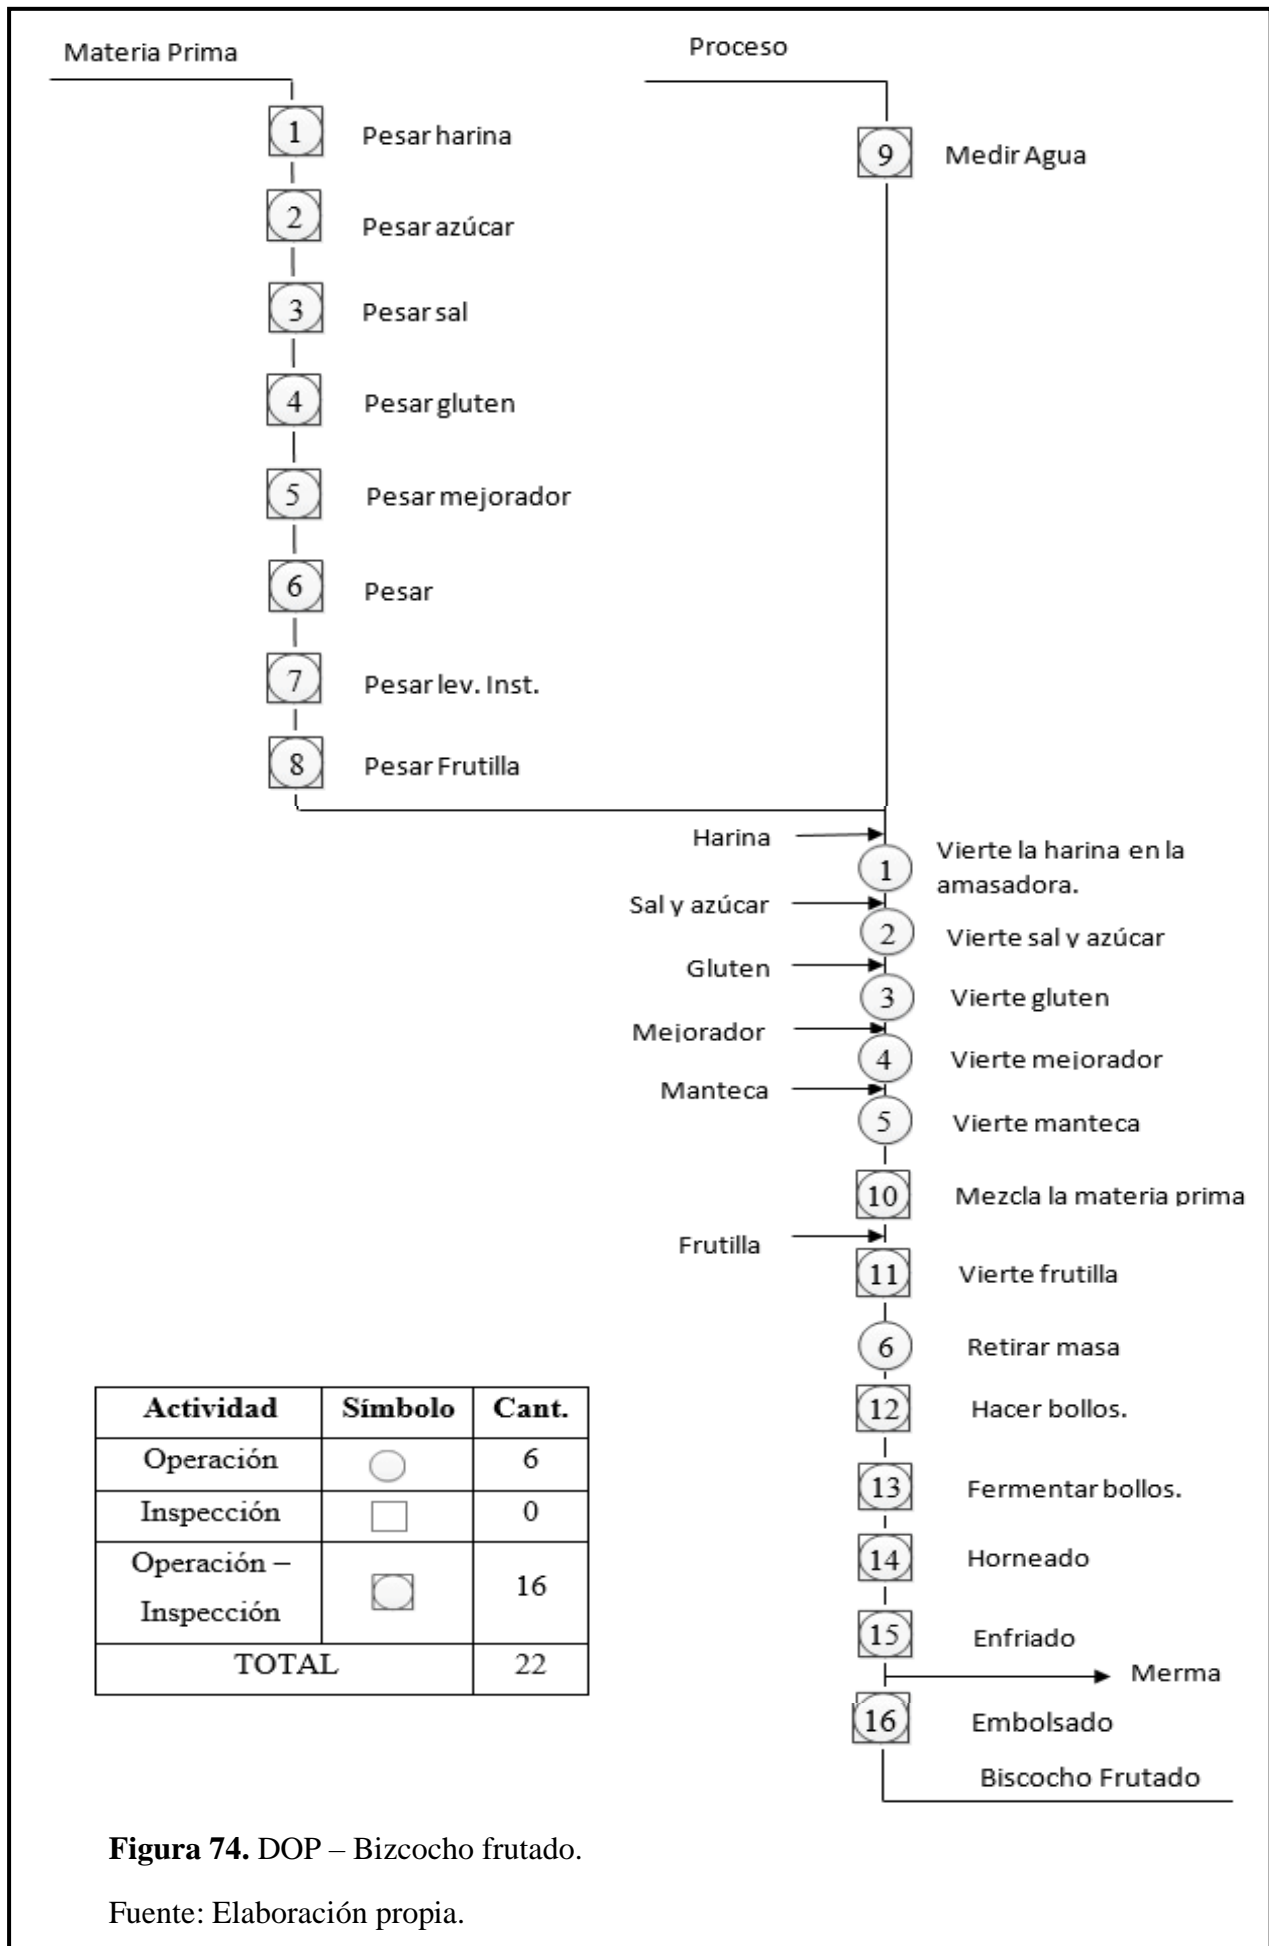 Materia Prima
Proceso
1 Pesar harina
9 Medir Agua
2 Pesar azúcar
3 Pesar sal
4 Pesar gluten
5 Pesar mejorador
6 Pesar
7 Pesar lev. Inst.
8 Pesar Frutilla
Harina
1 Vierte la harina en la
amasadora.
Sal y azúcar
2 Vierte sal y azúcar
Gluten
3 Vierte gluten
Mejorador
4 Vierte mejorador
Manteca
5 Vierte manteca
10 Mezcla la materia prima
Frutilla
11 Vierte frutilla
6 Retirar masa
12 Hacer bollos.
13 Fermentar bollos.
14 Horneado
15 Enfriado
Merma
16 Embolsado
Biscocho Frutado
Actividad Símbolo Cant.
Operación 6
Inspección 0
Operación –
Inspección 16
TOTAL 22
Figura 74. DOP – Bizcocho frutado.
Fuente: Elaboración propia.